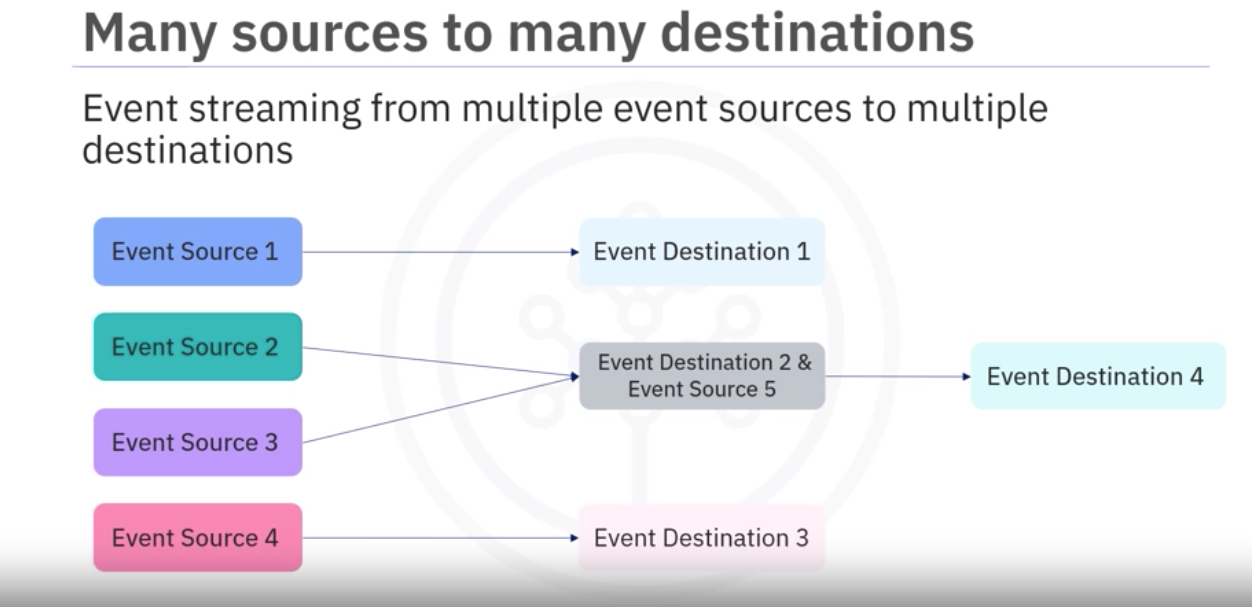 Many sources to many destinations
Event streaming from multiple event sources to multiple
destinations
Event Source 1
Event Destination 1
Event Source 2
Event Destination 2 &
Event Source 5
Event Destination 4
Event Source 3
Event Source 4
Event Destination 3